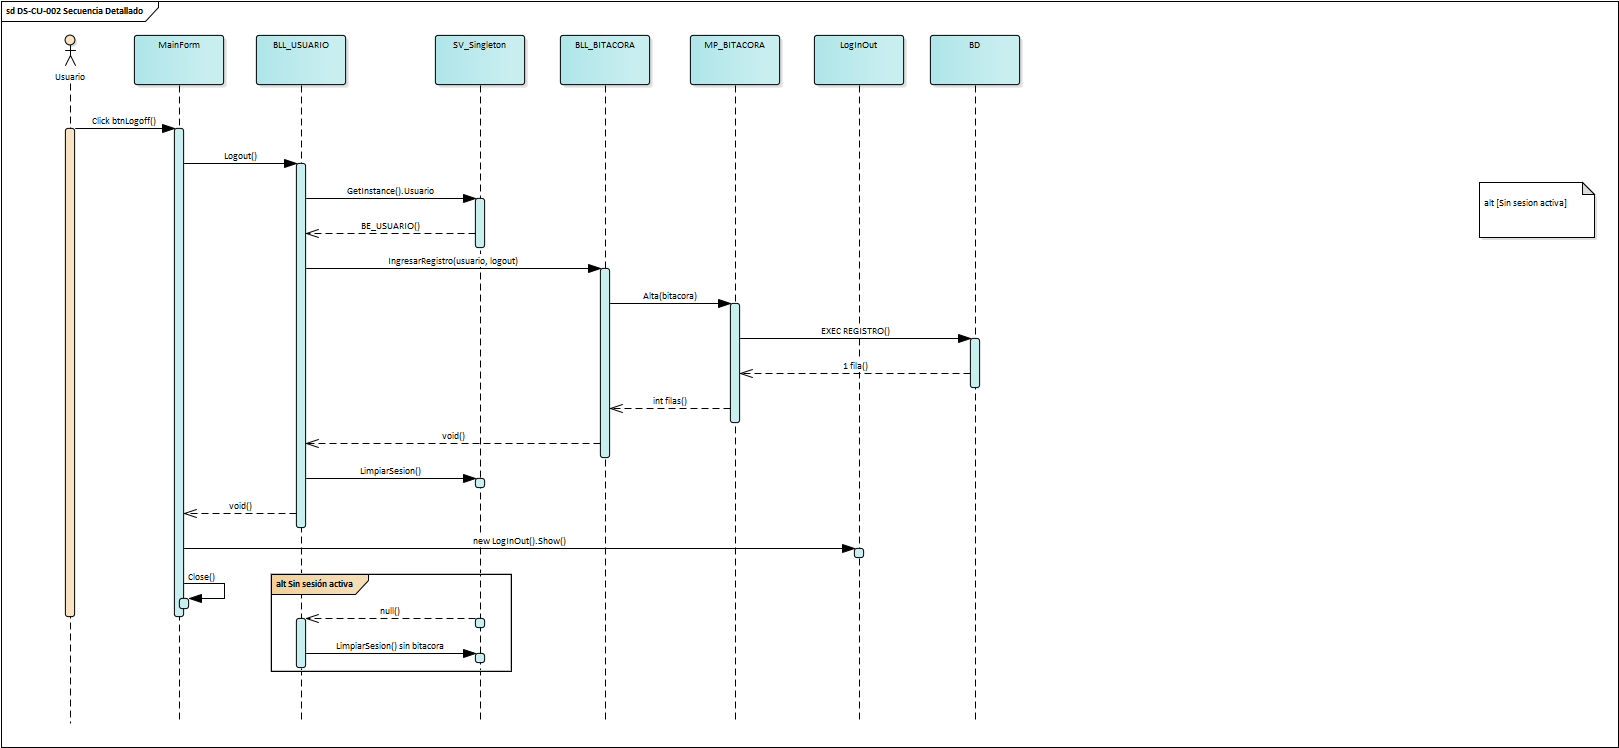 sd DS-CU-002 Secuencia Detallado
Usuario
MainForm
BLL_USUARIO
SV_Singleton
BLL_BITACORA
MP_BITACORA
LogInOut
BD
Click btnLogoff()
Logout()
GetInstance().Usuario
alt [Sin sesion activa]
BE_USUARIO()
IngresarRegistro(usuario, logout)
Alta(bitacora)
EXEC REGISTRO()
1 fila()
int filas()
void()
LimpiarSesion()
void()
new LogInOut().Show()
Close()
alt Sin sesión activa
null()
LimpiarSesion() sin bitacora